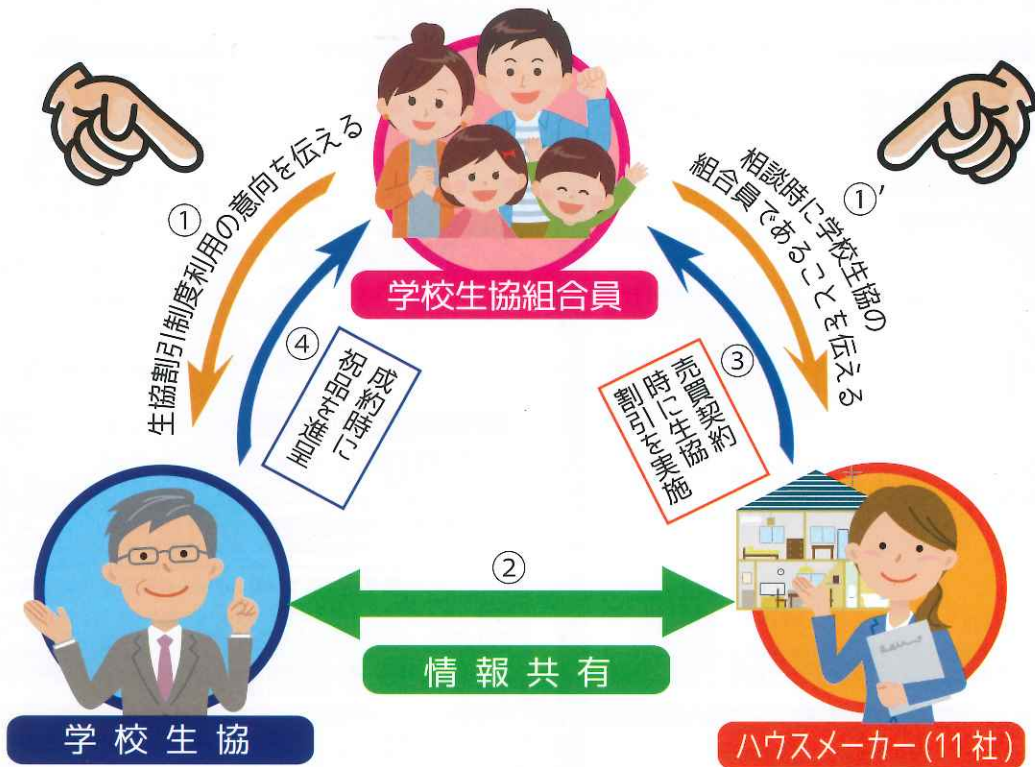 ①
生協割引制度利用の意向を伝える
相談時に学校生協の
組合員であることを伝える
①′
学校生協組合員
④
成約時に
祝品を進呈
③
売買契約
時に生協
割引を実施
②
情報共有
学校生協
ハウスメーカー(11社)